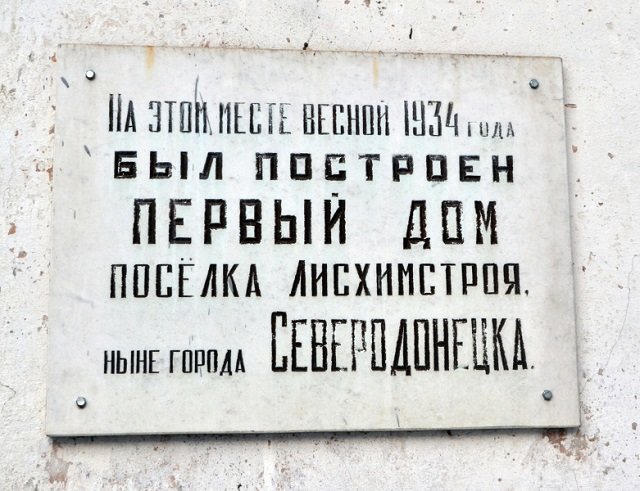 На этом месте весной 1934 года
был построен
первый дом
посёлка Лисхимстроя,
ныне города Северодонецка.